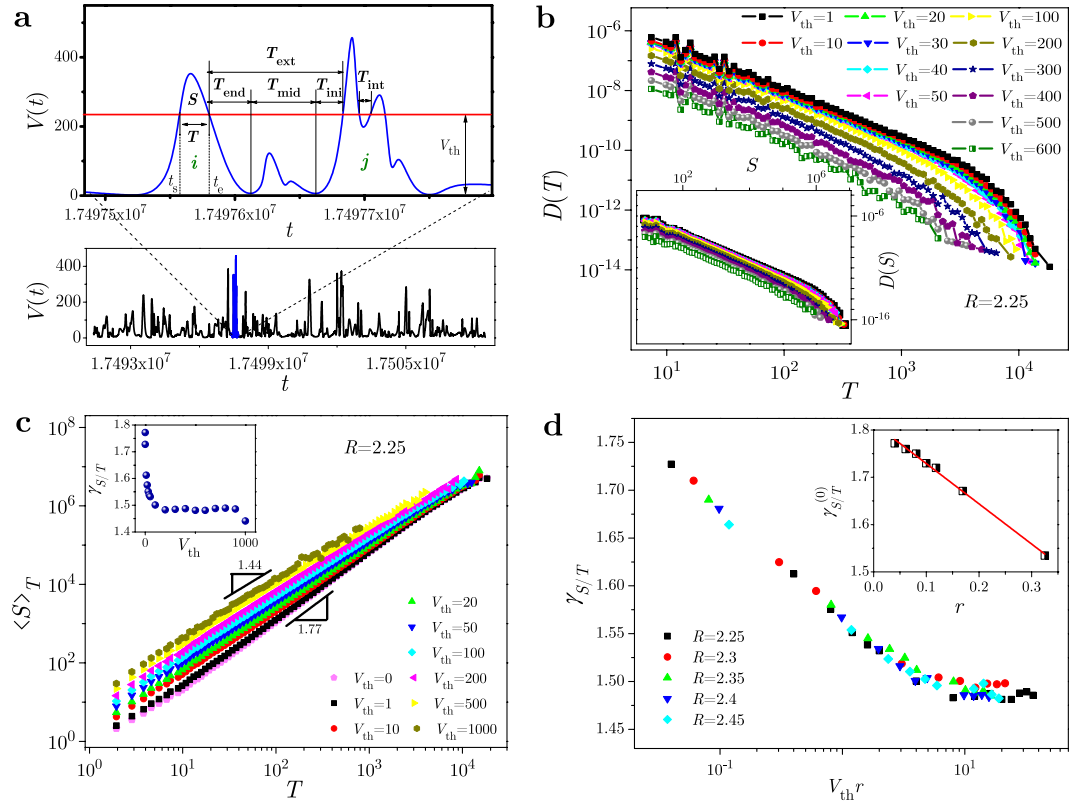 a
400
200
0
V(t)
T_ext
T_end
T_mid
T_ini
T_int
S
T
i
j
t_s
t_e
V_th
1.74975x10^7
1.74976x10^7
1.74977x10^7
t
400
200
0
V(t)
1.7493x10^7
1.7499x10^7
1.7505x10^7
t
b
10^-6
10^-8
10^-10
10^-12
10^-14
D(T)
V_th=1
V_th=10
V_th=20
V_th=30
V_th=40
V_th=50
V_th=100
V_th=200
V_th=300
V_th=400
V_th=500
V_th=600
S
10^2
10^6
10^-6
10^-16
D(S)
R=2.25
10^1
10^2
10^3
10^4
T
c
10^8
10^6
10^4
10^2
10^0
⟨S⟩_T
1.8
1.7
1.6
1.5
1.4
γ_S/T
0
1000
V_th
R=2.25
1.44
1.77
V_th=20
V_th=50
V_th=100
V_th=0
V_th=200
V_th=1
V_th=500
V_th=10
V_th=1000
10^0
10^1
10^2
10^3
10^4
T
d
1.75
1.70
1.65
1.60
1.55
1.50
1.45
γ_S/T
1.8
1.7
1.6
1.5
γ_S/T^(0)
0.0
0.1
0.2
0.3
r
R=2.25
R=2.3
R=2.35
R=2.4
R=2.45
10^-1
10^0
10^1
V_th r